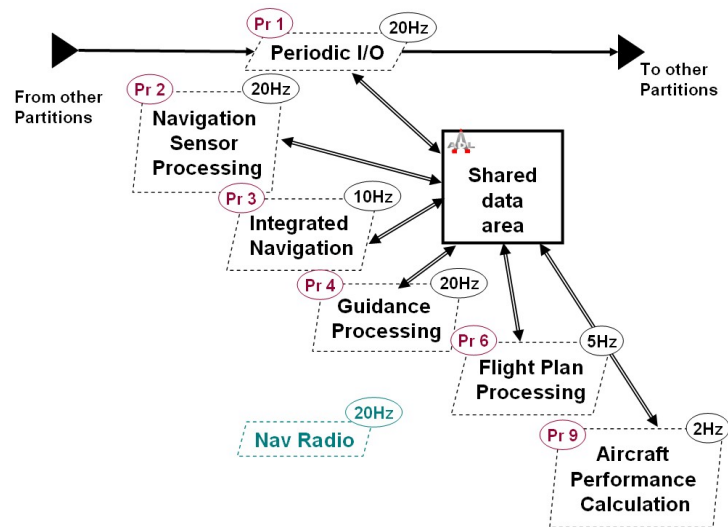 Pr 1
20Hz
Periodic I/O
From other
Partitions
To other
Partitions
Pr 2
20Hz
Navigation
Sensor
Processing
Shared
data
area
Pr 3
10Hz
Integrated
Navigation
Pr 4
20Hz
Guidance
Processing
Pr 6
5Hz
Flight Plan
Processing
20Hz
Nav Radio
Pr 9
2Hz
Aircraft
Performance
Calculation